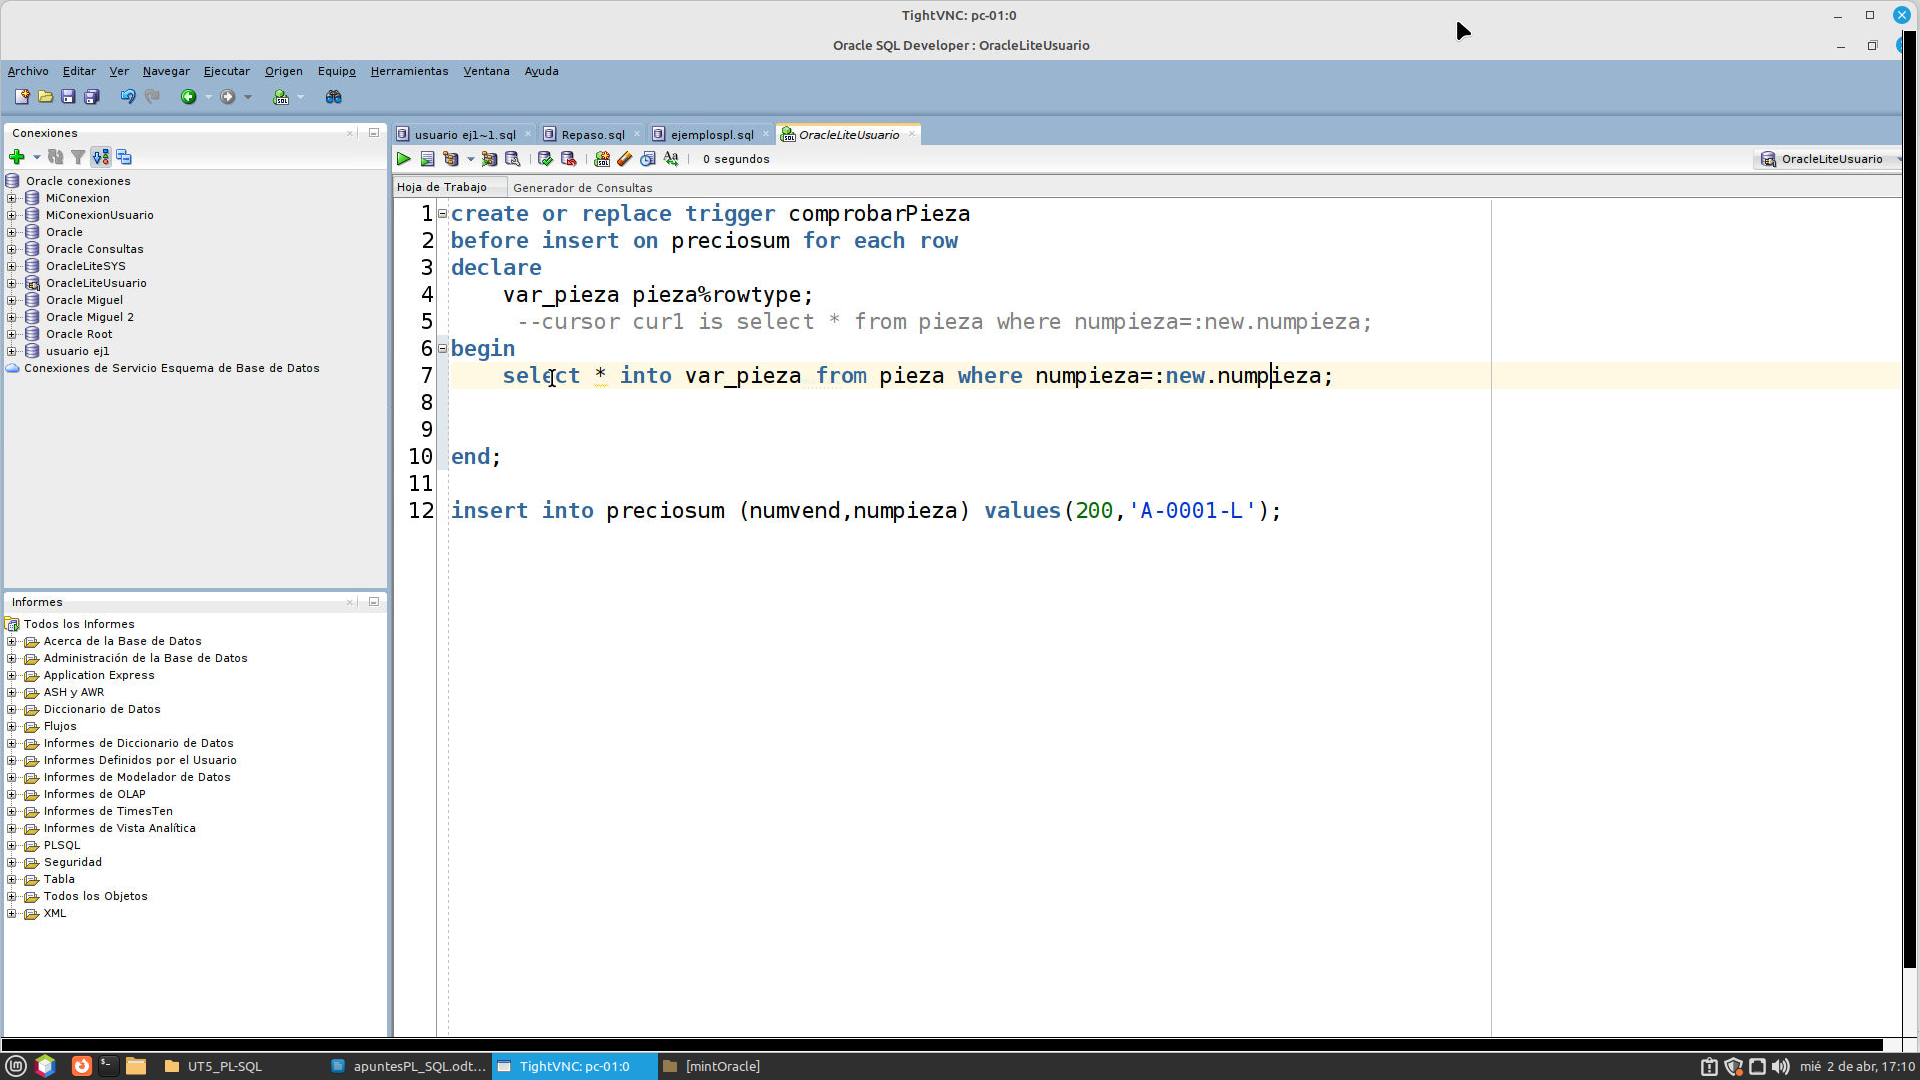 TightVNC: pc-01:0
Oracle SQL Developer : OracleLiteUsuario
Archivo Editar Ver Navegar Ejecutar Origen Equipo Herramientas Ventana Ayuda
Conexiones
usuario ej1~1.sql Repaso.sql ejemplospl.sql OracleLiteUsuario
0 segundos
OracleLiteUsuario
Hoja de Trabajo Generador de Consultas
Oracle conexiones
MiConexion
MiConexionUsuario
Oracle
Oracle Consultas
OracleLiteSYS
OracleLiteUsuario
Oracle Miguel
Oracle Miguel 2
Oracle Root
usuario ej1
Conexiones de Servicio Esquema de Base de Datos
1 create or replace trigger comprobarPieza
2 before insert on preciosum for each row
3 declare
4 var_pieza pieza%rowtype;
5 --cursor cur1 is select * from pieza where numpieza=:new.numpieza;
6 begin
7 select * into var_pieza from pieza where numpieza=:new.numpieza;
8
9
10 end;
11
12 insert into preciosum (numvend,numpieza) values(200,'A-0001-L');
Informes
Todos los Informes
Acerca de la Base de Datos
Administración de la Base de Datos
Application Express
ASH y AWR
Diccionario de Datos
Flujos
Informes de Diccionario de Datos
Informes Definidos por el Usuario
Informes de Modelador de Datos
Informes de OLAP
Informes de TimesTen
Informes de Vista Analítica
PLSQL
Seguridad
Tabla
Todos los Objetos
XML
UT5_PL-SQL apuntesPL_SQL.odt... TightVNC: pc-01:0 [mintOracle] mié 2 de abr, 17:10